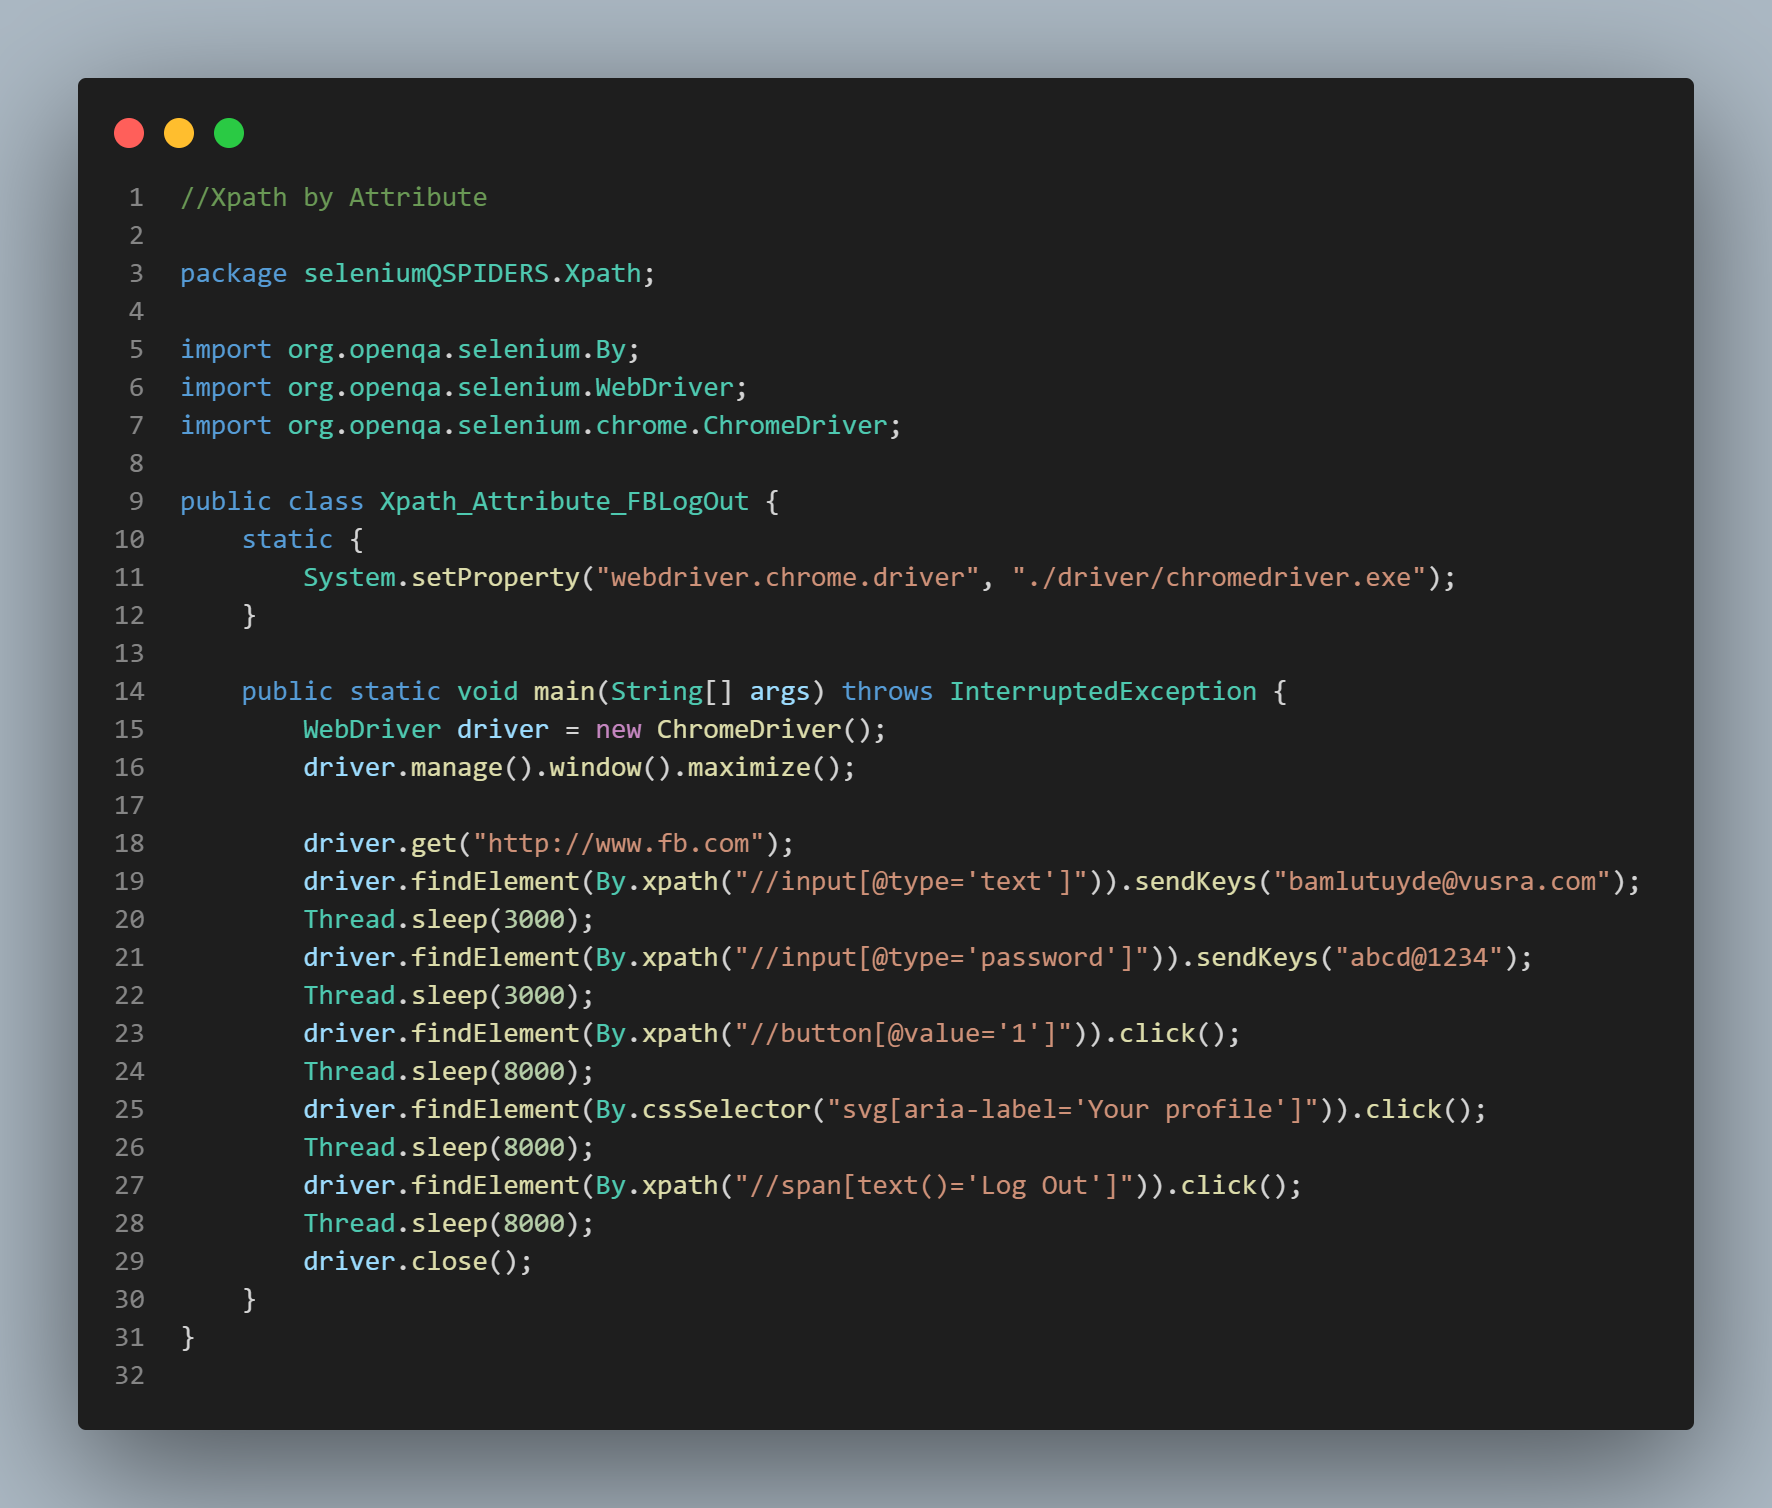 1 //Xpath by Attribute
2
3 package seleniumQSPIDERS.Xpath;
4
5 import org.openqa.selenium.By;
6 import org.openqa.selenium.WebDriver;
7 import org.openqa.selenium.chrome.ChromeDriver;
8
9 public class Xpath_Attribute_FBLogOut {
10     static {
11         System.setProperty("webdriver.chrome.driver", "./driver/chromedriver.exe");
12     }
13
14     public static void main(String[] args) throws InterruptedException {
15         WebDriver driver = new ChromeDriver();
16         driver.manage().window().maximize();
17
18         driver.get("http://www.fb.com");
19         driver.findElement(By.xpath("//input[@type='text']")).sendKeys("bamlutuyde@vusra.com");
20         Thread.sleep(3000);
21         driver.findElement(By.xpath("//input[@type='password']")).sendKeys("abcd@1234");
22         Thread.sleep(3000);
23         driver.findElement(By.xpath("//button[@value='1']")).click();
24         Thread.sleep(8000);
25         driver.findElement(By.cssSelector("svg[aria-label='Your profile']")).click();
26         Thread.sleep(8000);
27         driver.findElement(By.xpath("//span[text()='Log Out']")).click();
28         Thread.sleep(8000);
29         driver.close();
30     }
31 }
32